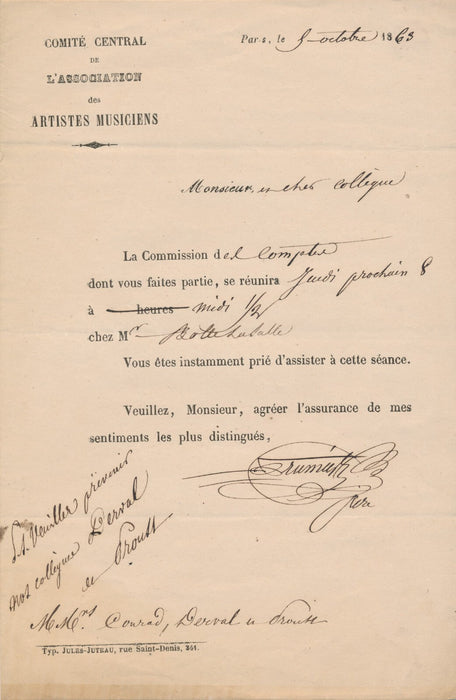 COMITÉ CENTRAL
DE
L'ASSOCIATION
des
ARTISTES MUSICIENS
Paris, le 5 octobre 1863
Monsieur et cher collègue
La Commission des Comptes
dont vous faites partie, se réunira Jeudi prochain 8
à heures midi 1/2
chez Mr
Vous êtes instamment prié d'assister à cette séance.
Veuillez, Monsieur, agréer l'assurance de mes
sentiments les plus distingués,
Veuillez prévenir
nos collègues Derval
et Proust
MMrs Conrad, Derval et Proust
Typ. JULES-JUTEAU, rue Saint-Denis, 341.